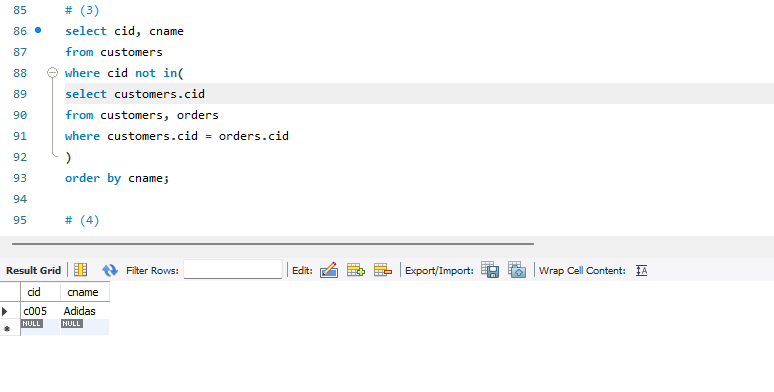 85 # (3)
86 select cid, cname
87 from customers
88 where cid not in(
89 select customers.cid
90 from customers, orders
91 where customers.cid = orders.cid
92 )
93 order by cname;
94
95 # (4)
Result Grid Filter Rows: Edit: Export/Import: Wrap Cell Content: IA
cid cname
c005 Adidas
NULL NULL